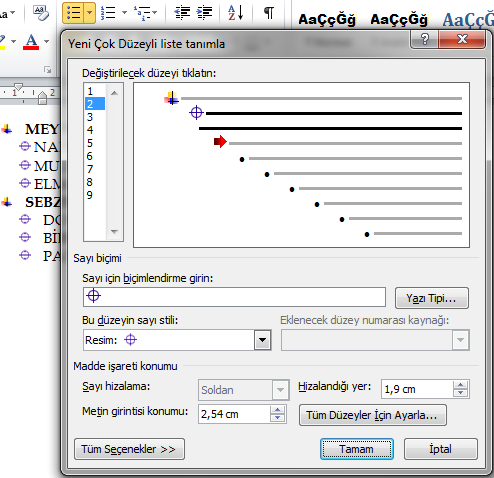 AaÇçĞğ AaÇçĞğ AaÇçĞğ
Yeni Çok Düzeyli liste tanımla
Değiştirilecek düzeyi tıklatın:
1
2
3
4
5
6
7
8
9
MEY
NA
MU
ELM
SEBZ
DO
Bİ
PA
Sayı biçimi
Sayı için biçimlendirme girin:
Yazı Tipi...
Bu düzeyin sayı stili:
Eklenecek düzey numarası kaynağı:
Resim:
Madde işareti konumu
Sayı hizalama:
Soldan
Hizalandığı yer:
1,9 cm
Metin girintisi konumu:
2,54 cm
Tüm Düzeyler İçin Ayarla...
Tüm Seçenekler >>
Tamam
İptal